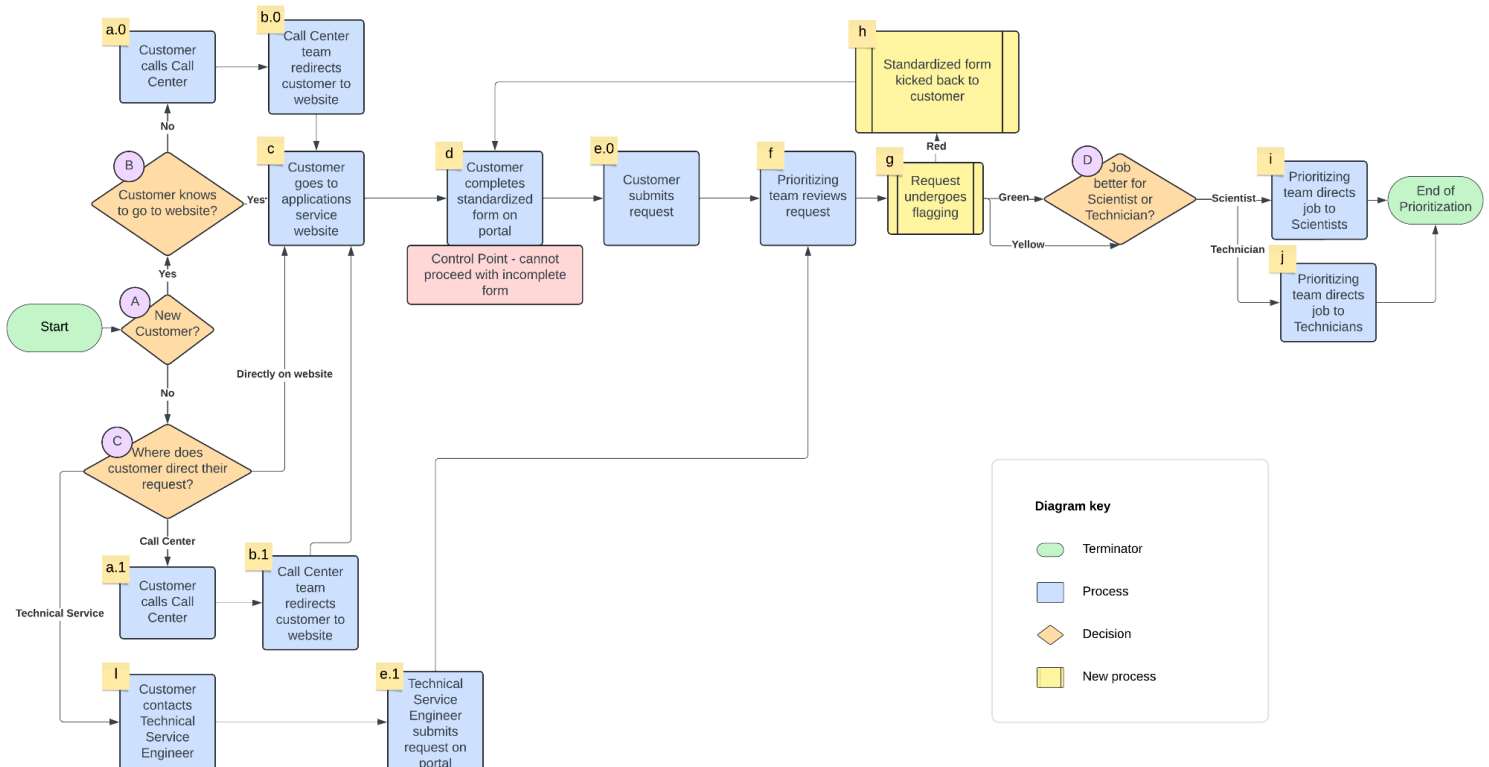 a.0
Customer
calls Call
Center
b.0
Call Center
team
redirects
customer to
website
h
Standardized form
kicked back to
customer
No
Red
B
Customer knows
to go to website?
Yes
c
Customer
goes to
applications
service
website
d
Customer
completes
standardized
form on
portal
Control Point - cannot
proceed with incomplete
form
e.0
Customer
submits
request
f
Prioritizing
team reviews
request
g
Request
undergoes
flagging
Green
Yellow
D
Job
better for
Scientist or
Technician?
Scientist
Technician
i
Prioritizing
team directs
job to
Scientists
j
Prioritizing
team directs
job to
Technicians
End of
Prioritization
Yes
Start
A
New
Customer?
No
Directly on website
C
Where does
customer direct their
request?
Call Center
Technical Service
a.1
Customer
calls Call
Center
b.1
Call Center
team
redirects
customer to
website
l
Customer
contacts
Technical
Service
Engineer
e.1
Technical
Service
Engineer
submits
request on
portal
Diagram key
Terminator
Process
Decision
New process